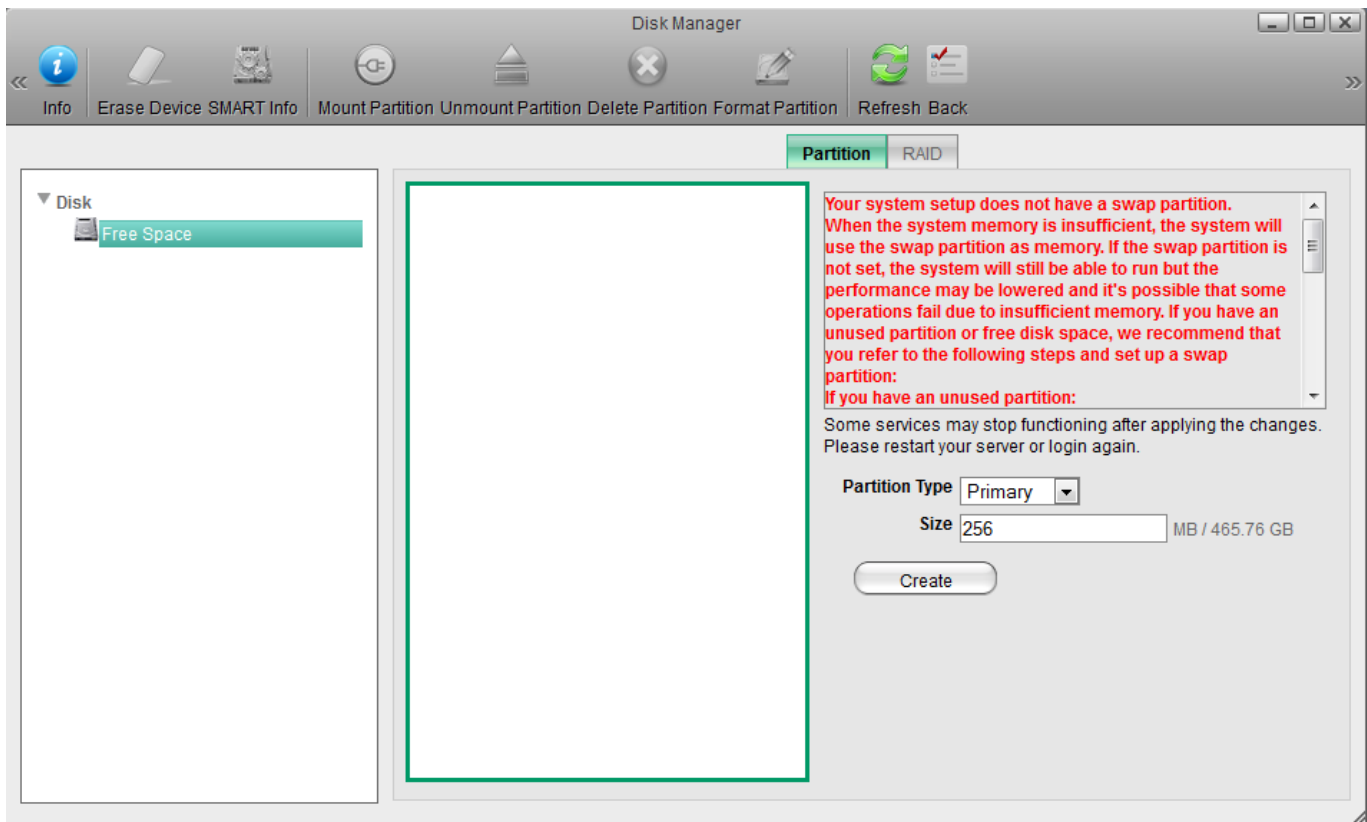 Disk Manager
Info
Erase Device
SMART Info
Mount Partition
Unmount Partition
Delete Partition
Format Partition
Refresh
Back
Partition
RAID
Disk
Free Space
Your system setup does not have a swap partition.
When the system memory is insufficient, the system will
use the swap partition as memory. If the swap partition is
not set, the system will still be able to run but the
performance may be lowered and it's possible that some
operations fail due to insufficient memory. If you have an
unused partition or free disk space, we recommend that
you refer to the following steps and set up a swap
partition:
If you have an unused partition:
Some services may stop functioning after applying the changes.
Please restart your server or login again.
Partition Type Primary
Size 256 MB / 465.76 GB
Create